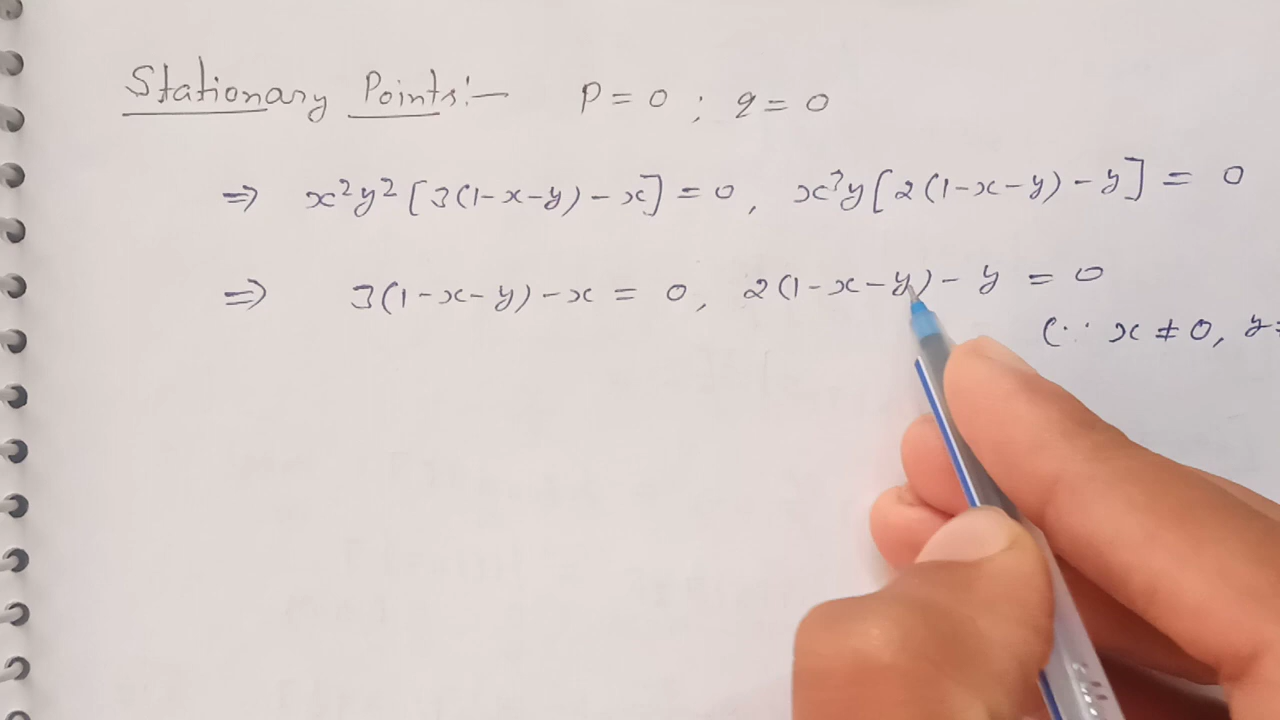 Stationary Points:- P = 0 ; q = 0
⇒ x²y² [3(1-x-y) - x] = 0, x³y [2(1-x-y) - y] = 0
⇒ 3(1-x-y) - x = 0, 2(1-x-y) - y = 0
(∵ x ≠ 0, y